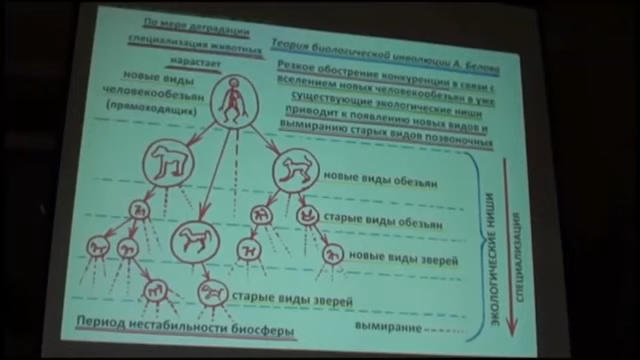 По мере деградации
специализация животных
нарастает
Теория биологической инволюции А. Белова
Резкое обострение конкуренции в связи с
вселением новых человекообезьян в уже
существующие экологические ниши
приводит к появлению новых видов и
вымиранию старых видов позвоночных
новые виды
человекообезьян
(прямоходящих)
новые виды обезьян
старые виды обезьян
новые виды зверей
старые виды зверей
ЭКОЛОГИЧЕСКИЕ НИШИ
СПЕЦИАЛИЗАЦИЯ
Период нестабильности биосферы
вымирание